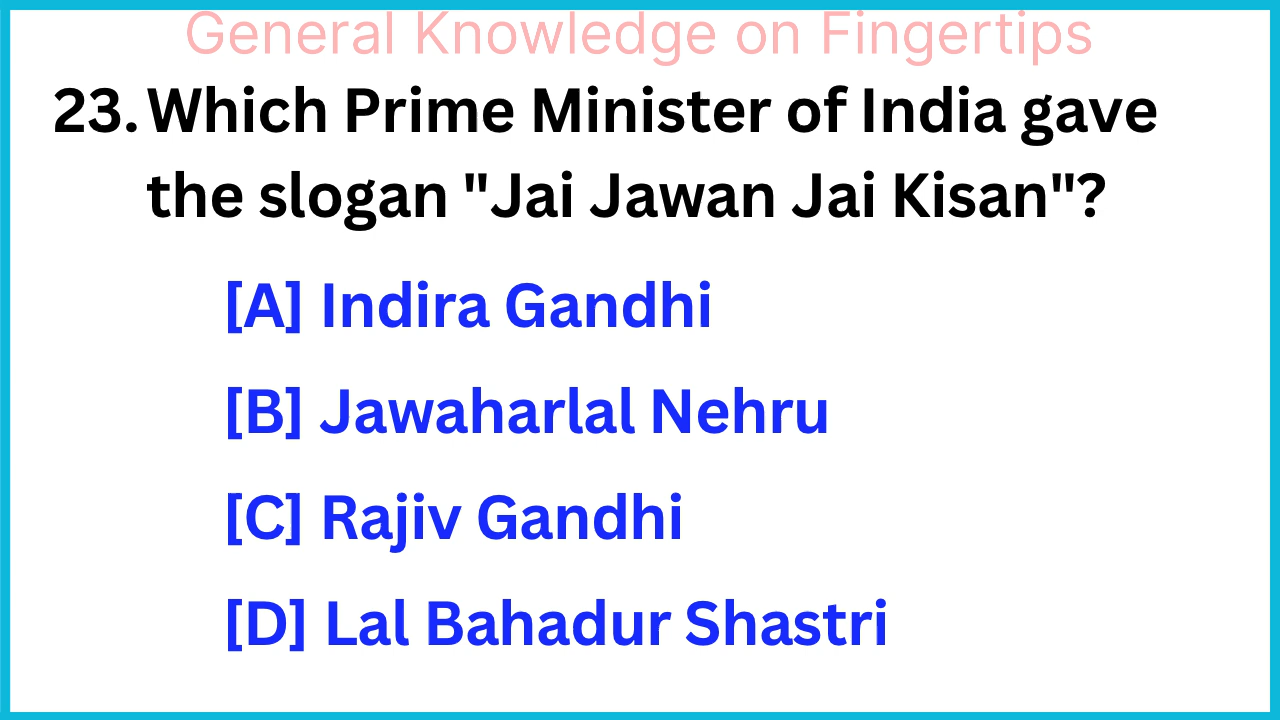 General Knowledge on Fingertips
23. Which Prime Minister of India gave
the slogan "Jai Jawan Jai Kisan"?
[A] Indira Gandhi
[B] Jawaharlal Nehru
[C] Rajiv Gandhi
[D] Lal Bahadur Shastri